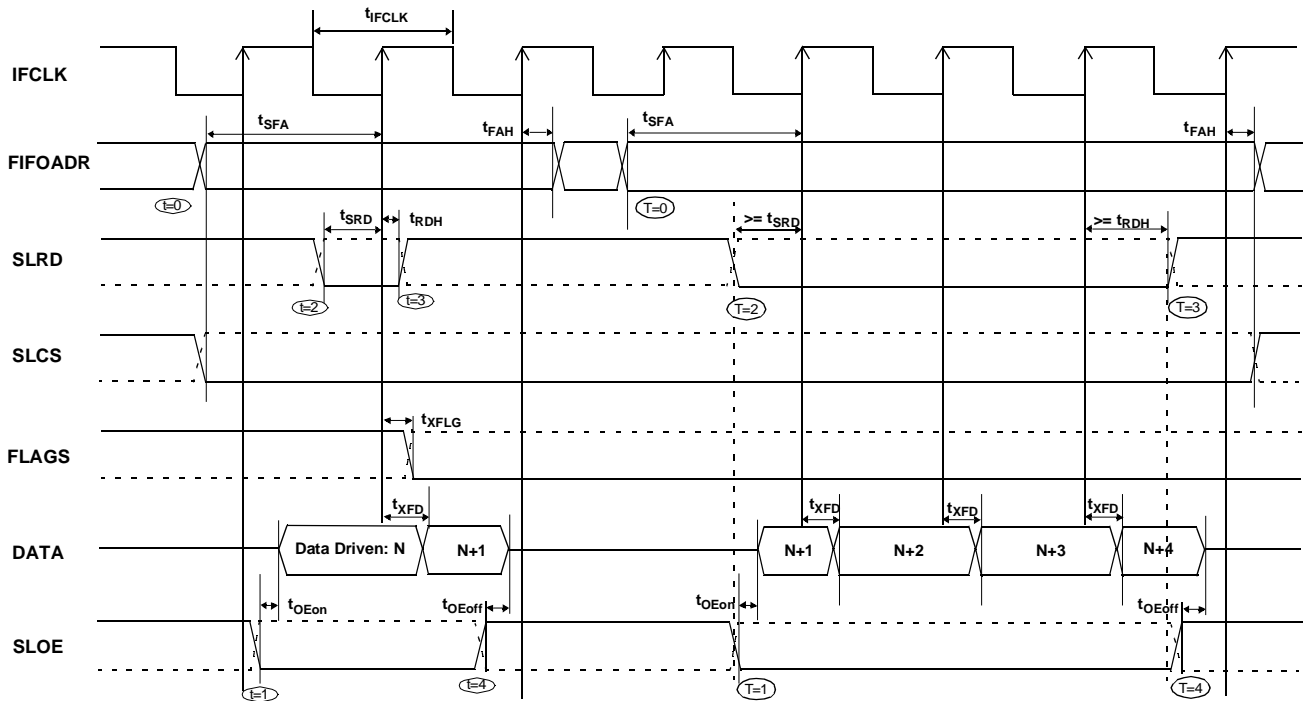 tIFCLK
IFCLK
tSFA
tFAH
tSFA
tFAH
FIFOADR
t=0
T=0
tSRD
tRDH
>= tSRD
>= tRDH
SLRD
t=2
t=3
T=2
T=3
SLCS
tXFLG
FLAGS
tXFD
tXFD
tXFD
tXFD
DATA
Data Driven: N
N+1
N+1
N+2
N+3
N+4
tOEon
tOEoff
tOEon
tOEoff
SLOE
t=1
t=4
T=1
T=4